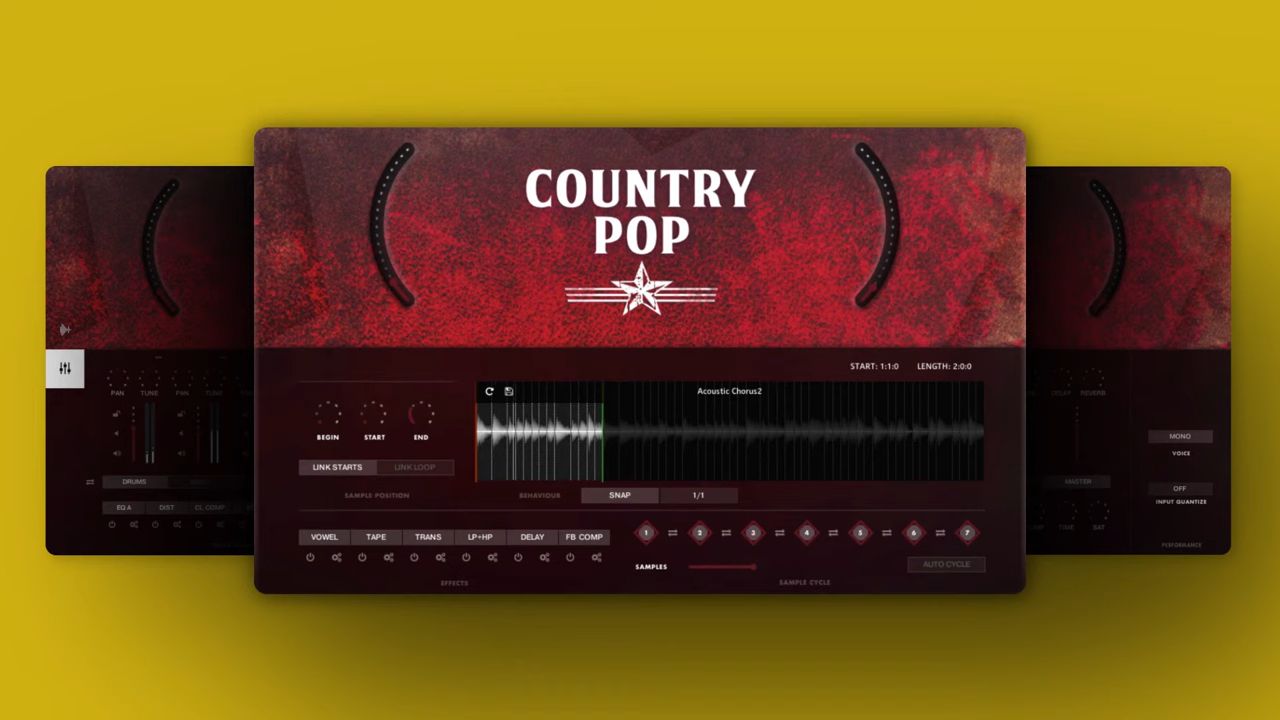 COUNTRY
POP
START: 1:1:0 LENGTH: 2:0:0
Acoustic Chorus2
BEGIN START END
LINK STARTS LINK LOOP
SAMPLE POSITION
BEHAVIOUR SNAP 1/1
VOWEL TAPE TRANS LP+HP DELAY FB COMP
EFFECTS
1 2 3 4 5 6 7
SAMPLES
AUTO CYCLE
SAMPLE CYCLE
PAN TUNE PAN TUNE
DRUMS
EQ A DIST CL COMP
DELAY REVERB
MASTER
TIME SAT
MONO
VOICE
OFF
INPUT QUANTIZE
PERFORMANCE